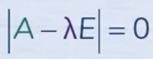 |A − λE| = 0